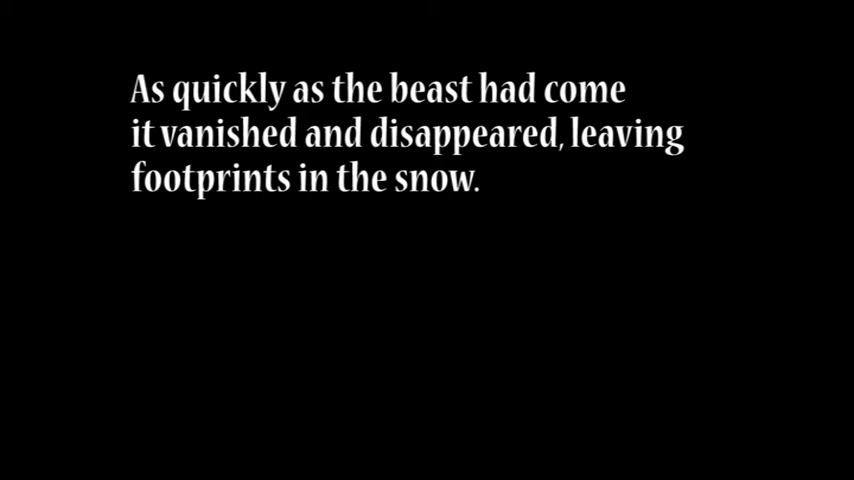 As quickly as the beast had come
it vanished and disappeared, leaving
footprints in the snow.